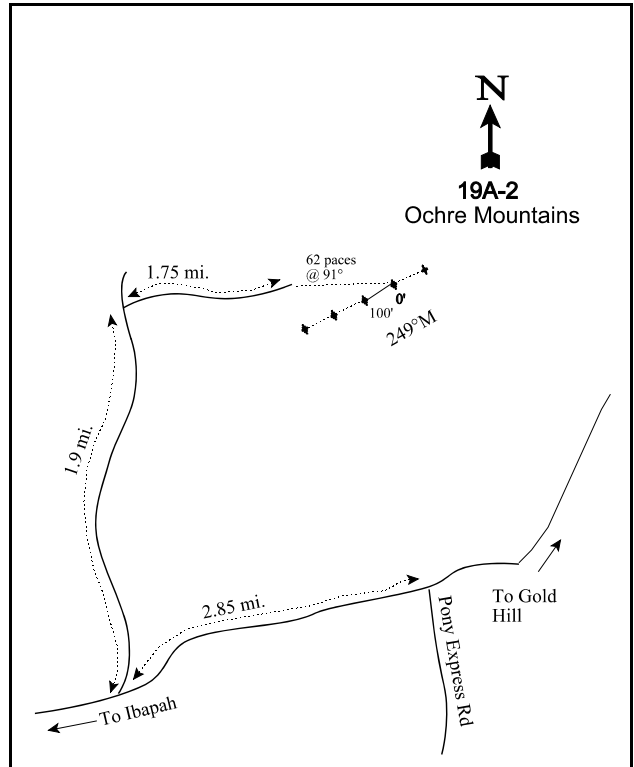 N
19A-2
Ochre Mountains
1.75 mi.
62 paces
@ 91°
0'
100'
249°M
1.9 mi.
2.85 mi.
To Gold
Hill
Pony Express Rd
To Ibapah